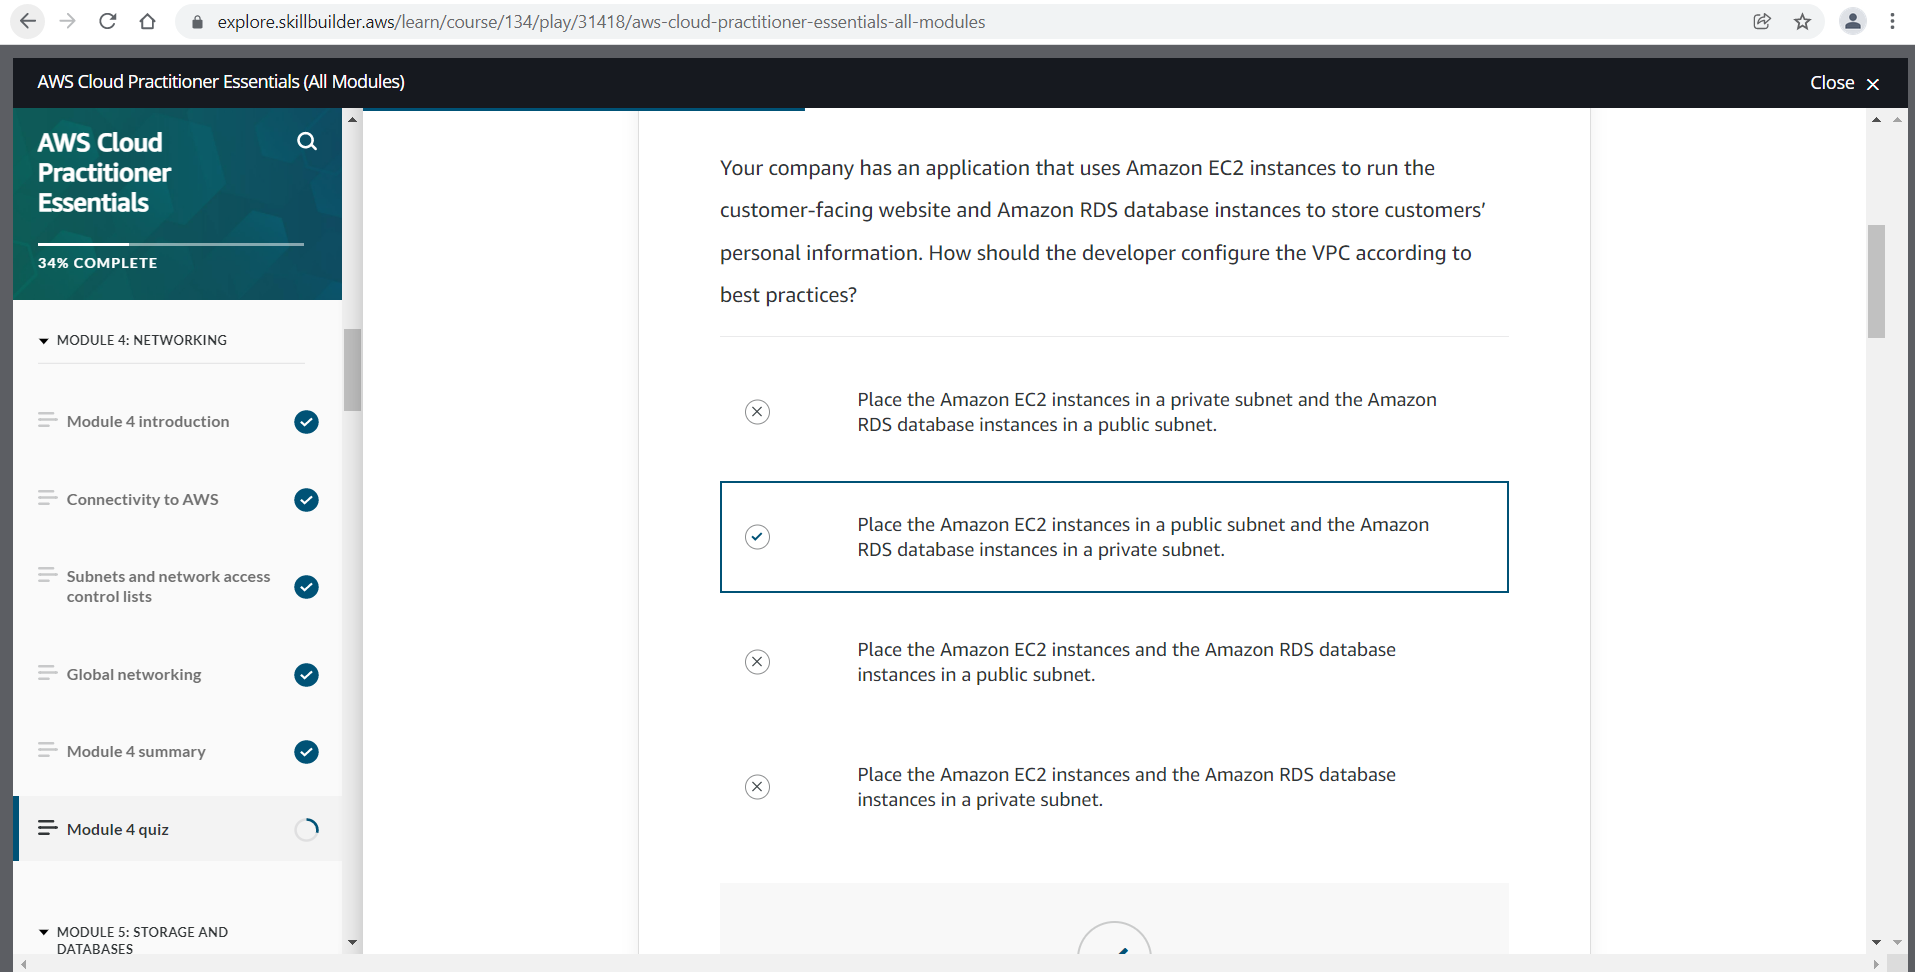 explore.skillbuilder.aws/learn/course/134/play/31418/aws-cloud-practitioner-essentials-all-modules
AWS Cloud Practitioner Essentials (All Modules)
Close
AWS Cloud
Practitioner
Essentials
34% COMPLETE
MODULE 4: NETWORKING
Module 4 introduction
Connectivity to AWS
Subnets and network access
control lists
Global networking
Module 4 summary
Module 4 quiz
MODULE 5: STORAGE AND
DATABASES
Your company has an application that uses Amazon EC2 instances to run the
customer-facing website and Amazon RDS database instances to store customers’
personal information. How should the developer configure the VPC according to
best practices?
Place the Amazon EC2 instances in a private subnet and the Amazon
RDS database instances in a public subnet.
Place the Amazon EC2 instances in a public subnet and the Amazon
RDS database instances in a private subnet.
Place the Amazon EC2 instances and the Amazon RDS database
instances in a public subnet.
Place the Amazon EC2 instances and the Amazon RDS database
instances in a private subnet.